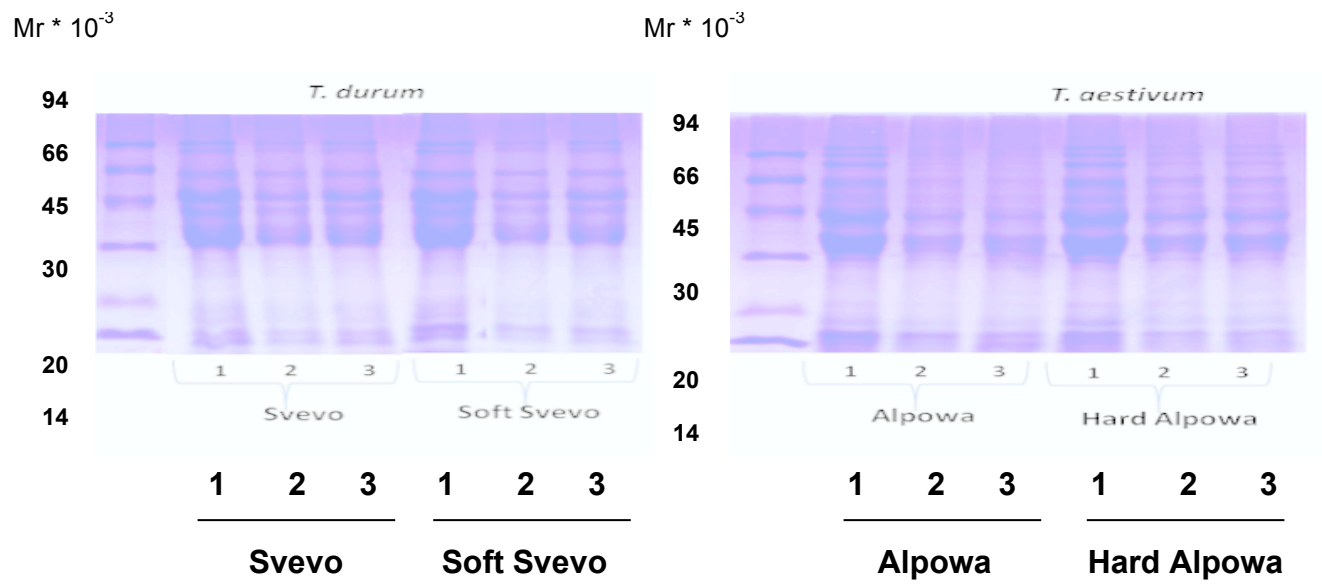 Mr * 10-3
T. durum
94
66
45
30
20
14
1 2 3
1 2 3
Svevo
Soft Svevo
1 2 3
1 2 3
Svevo
Soft Svevo
Mr * 10-3
T. aestivum
94
66
45
30
20
14
1 2 3
1 2 3
Alpowa
Hard Alpowa
1 2 3
1 2 3
Alpowa
Hard Alpowa